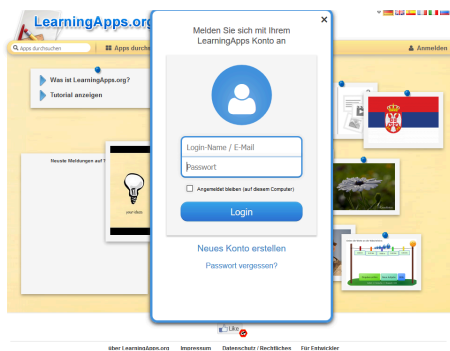 LearningApps.org
Apps durchsuchen
Apps durchs
Anmelden
Melden Sie sich mit Ihrem
LearningApps Konto an
×
Was ist LearningApps.org?
Tutorial anzeigen
Neuste Meldungen auf
Login-Name / E-Mail
Passwort
Angemeldet bleiben (auf diesem Computer)
Login
Neues Konto erstellen
Passwort vergessen?
Like
über LearningApps.org Impressum Datenschutz / Rechtliches Für Entwickler